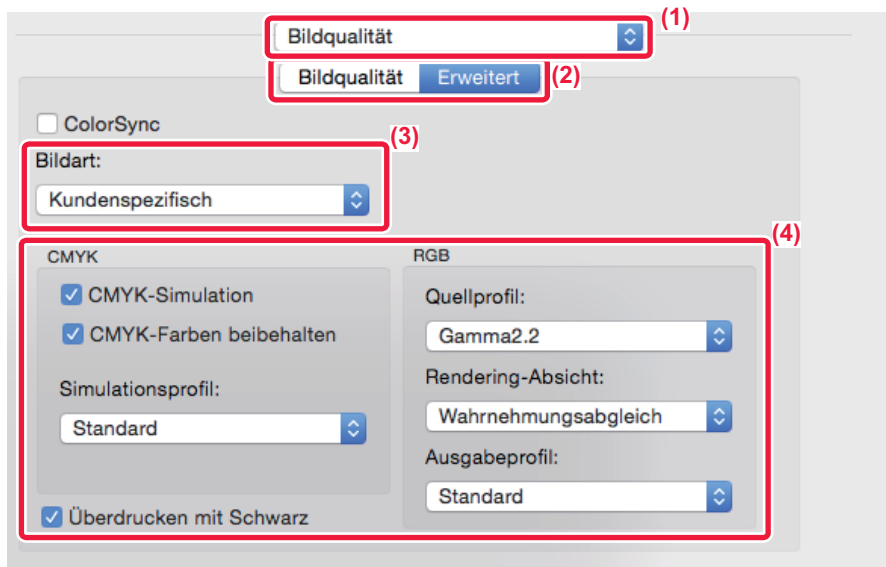 Bildqualität
(1)
Bildqualität Erweitert
(2)
ColorSync
(3)
Bildart:
Kundenspezifisch
(4)
CMYK
CMYK-Simulation
CMYK-Farben beibehalten
Simulationsprofil:
Standard
Überdrucken mit Schwarz
RGB
Quellprofil:
Gamma2.2
Rendering-Absicht:
Wahrnehmungsabgleich
Ausgabeprofil:
Standard